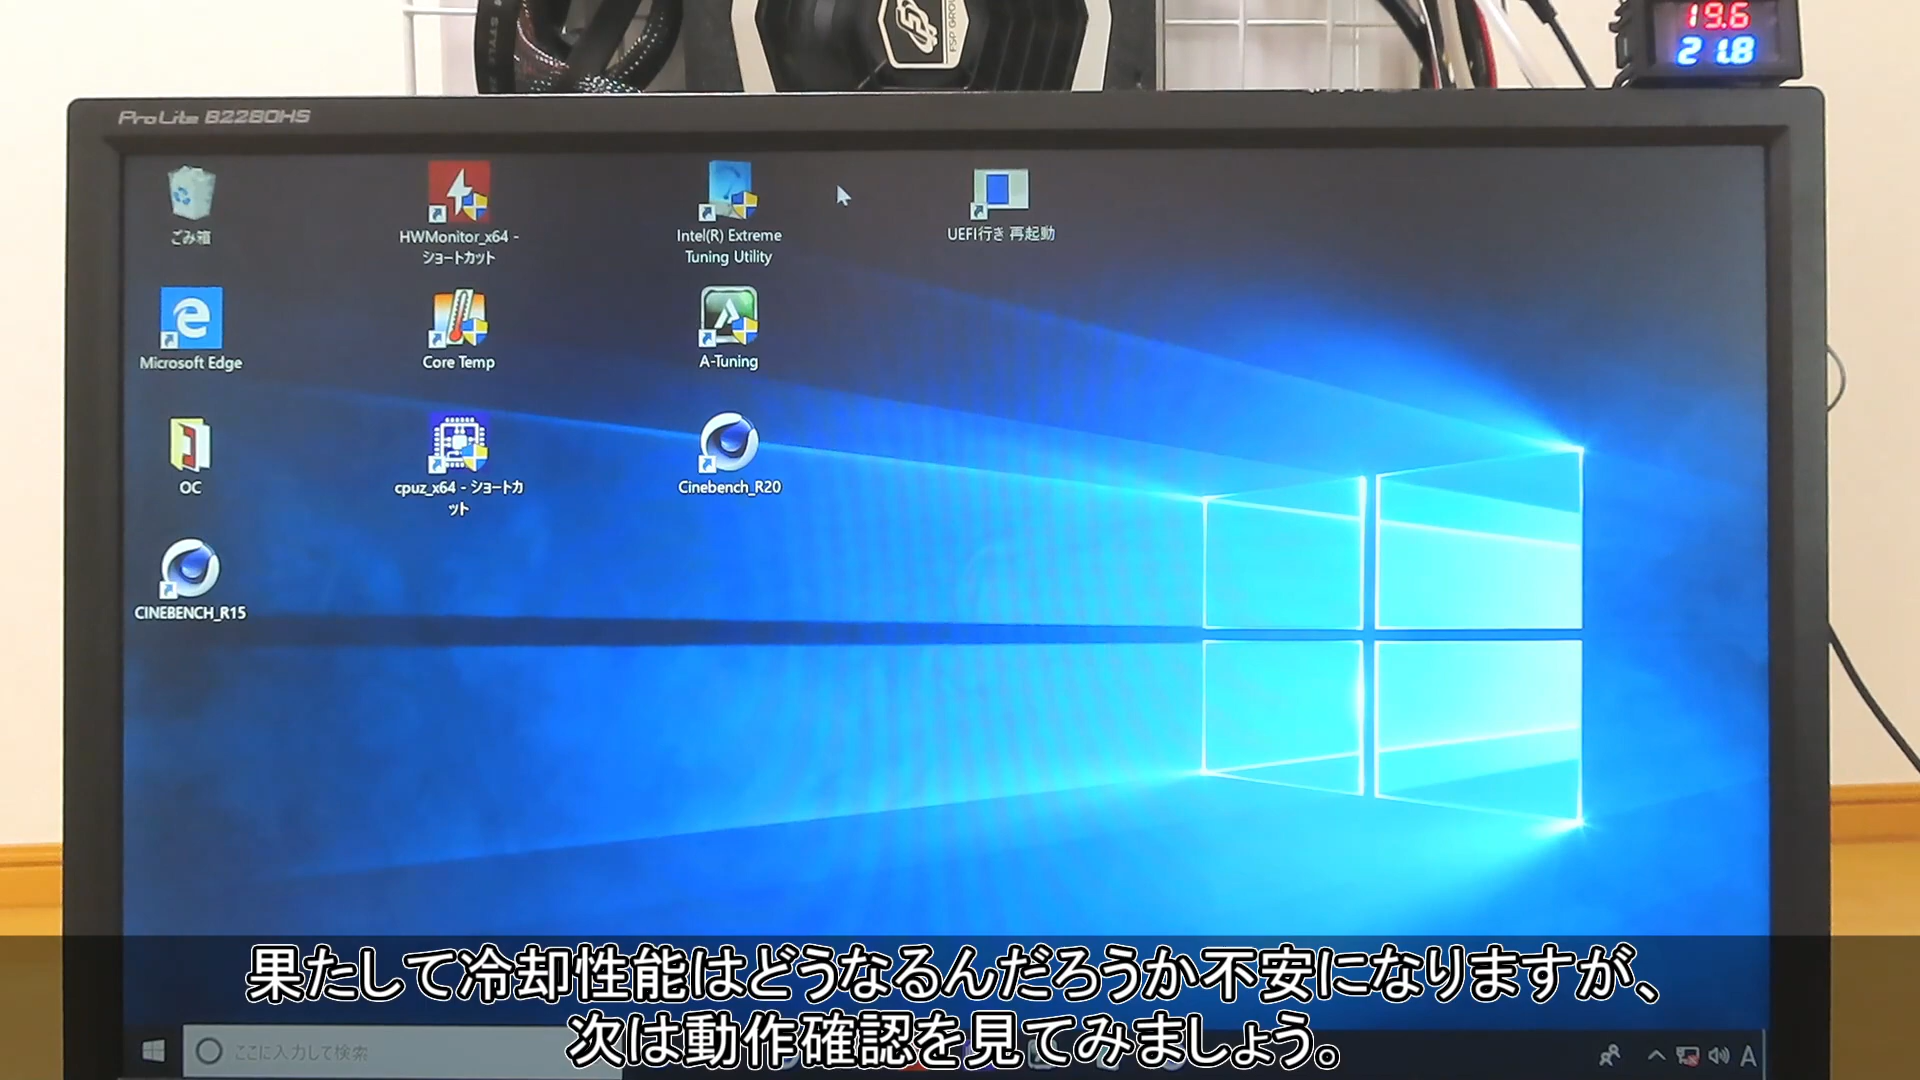 FSP GROUP
19.6
21.8
ProLite B2280HS
ごみ箱
HWMonitor_x64 -
ショートカット
Intel(R) Extreme
Tuning Utility
UEFI行き 再起動
Microsoft Edge
Core Temp
A-Tuning
OC
cpuz_x64 - ショートカ
ット
Cinebench_R20
CINEBENCH_R15
果たして冷却性能はどうなるんだろうか不安になりますが、
次は動作確認を見てみましょう。
ここに入力して検索
A